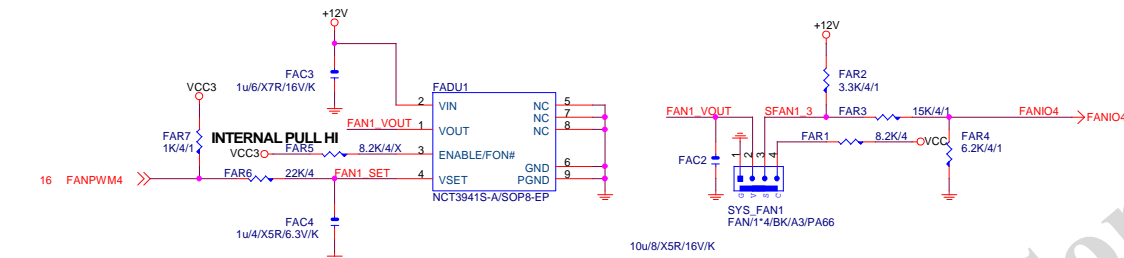 +12V
+12V
FAC3
1u/6/X7R/16V/K
FAR2
3.3K/4/1
VCC3
FADU1
2 VIN
NC 5
NC 7
NC 8
FAN1_VOUT 1 VOUT
FAN1_VOUT
SFAN1_3
FAR3
15K/4/1
FANIO4
FANIO4
FAR7
1K/4/1
INTERNAL PULL HI
VCC3
FAR5
8.2K/4/X
3 ENABLE/FON#
FAR1
8.2K/4
VCC
FAR4
6.2K/4/1
GND 6
PGND 9
16 FANPWM4
FAR6
22K/4
FAN1_SET
4 VSET
NCT3941S-A/SOP8-EP
FAC2
1 2 3 4
G V S C
SYS_FAN1
FAN/1*4/BK/A3/PA66
FAC4
1u/4/X5R/6.3V/K
10u/8/X5R/16V/K